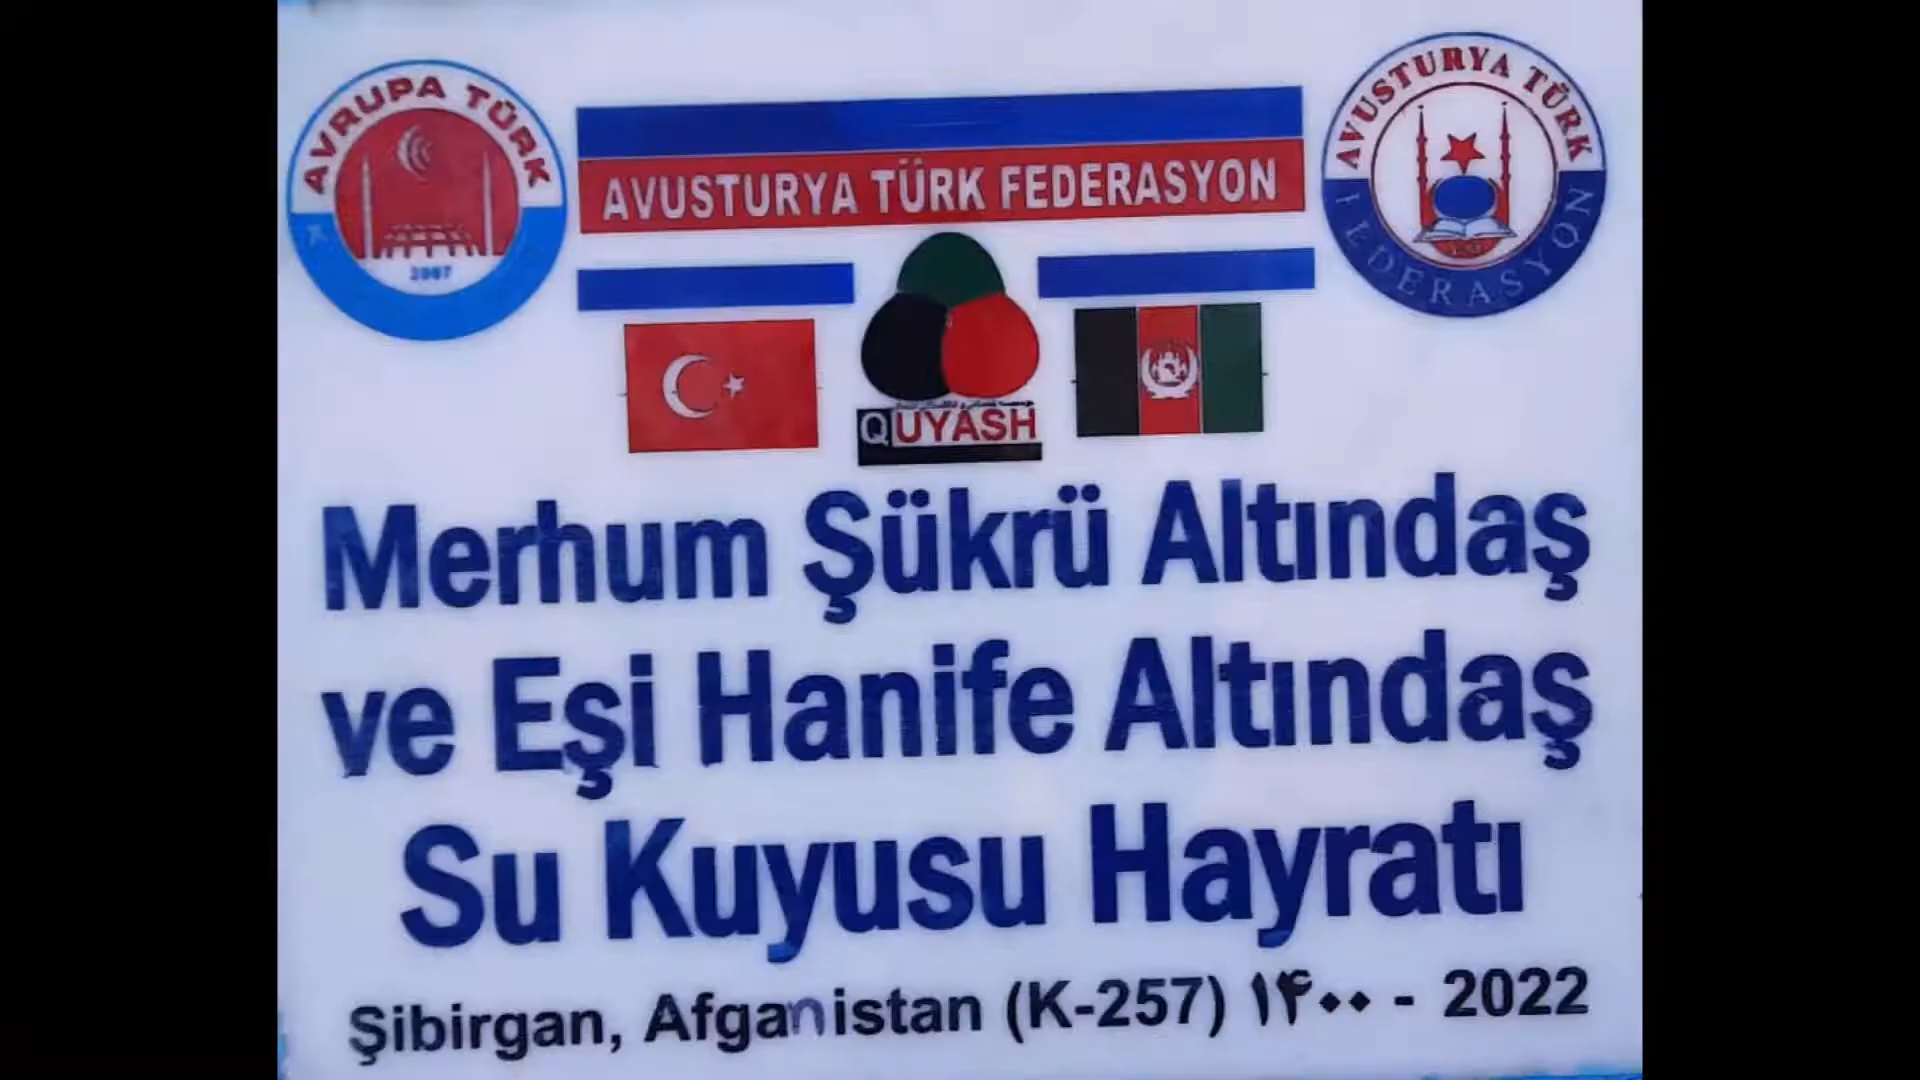 AVRUPA TÜRK
2007
AVUSTURYA TÜRK FEDERASYON
AVUSTURYA TÜRK
FEDERASYON
QUYASH
Merhum Şükrü Altındaş
ve Eşi Hanife Altındaş
Su Kuyusu Hayratı
Şibirgan, Afganistan (K-257) ۱۴۰۰ - 2022